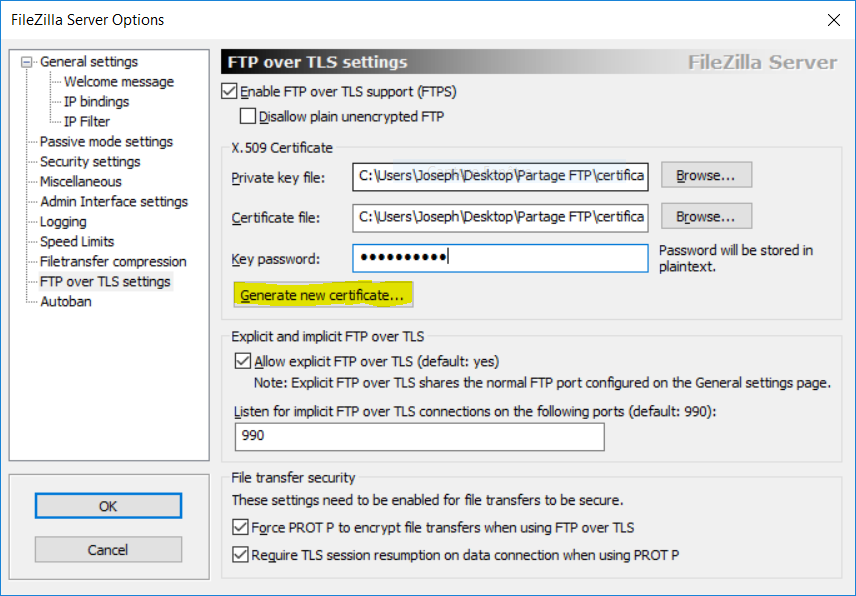 FileZilla Server Options
General settings
Welcome message
IP bindings
IP Filter
Passive mode settings
Security settings
Miscellaneous
Admin Interface settings
Logging
Speed Limits
Filetransfer compression
FTP over TLS settings
Autoban
OK
Cancel
FTP over TLS settings
FileZilla Server
Enable FTP over TLS support (FTPS)
Disallow plain unencrypted FTP
X.509 Certificate
Private key file: C:\Users\Joseph\Desktop\Partage FTP\certifica Browse...
Certificate file: C:\Users\Joseph\Desktop\Partage FTP\certifica Browse...
Key password: ●●●●●●●●●●
Password will be stored in
plaintext.
Generate new certificate...
Explicit and implicit FTP over TLS
Allow explicit FTP over TLS (default: yes)
Note: Explicit FTP over TLS shares the normal FTP port configured on the General settings page.
Listen for implicit FTP over TLS connections on the following ports (default: 990):
990
File transfer security
These settings need to be enabled for file transfers to be secure.
Force PROT P to encrypt file transfers when using FTP over TLS
Require TLS session resumption on data connection when using PROT P